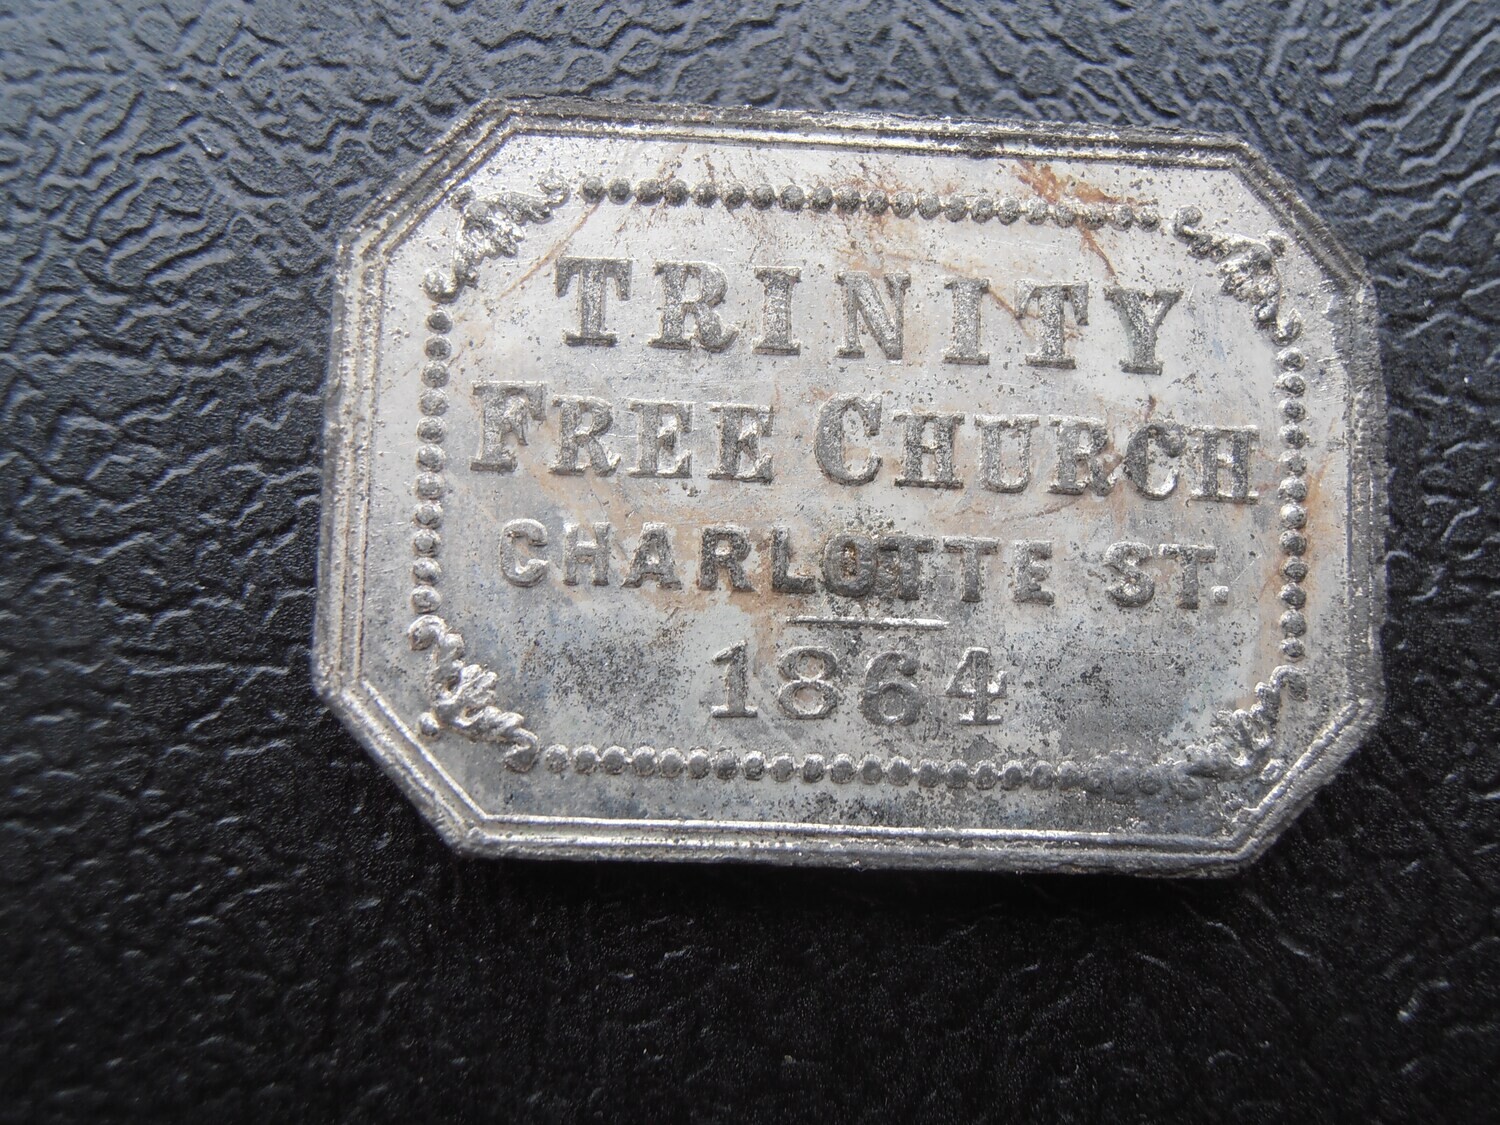 TRINITY
FREE CHURCH
CHARLOTTE ST.
1864